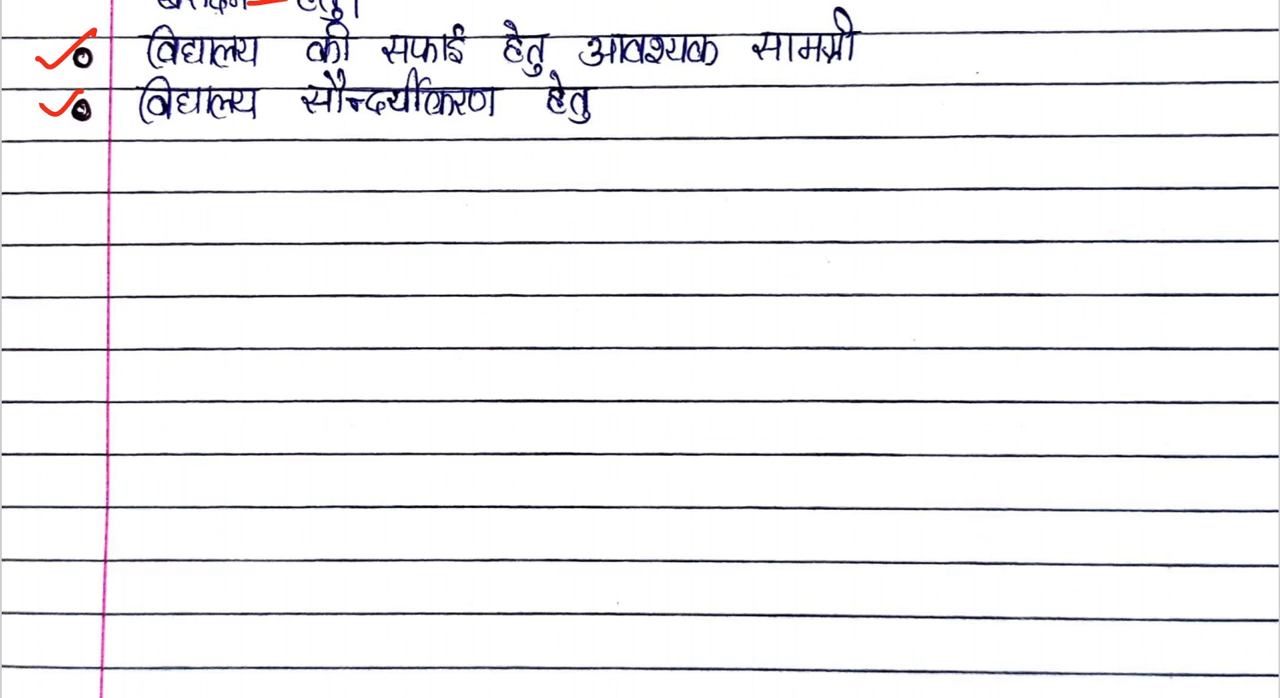 हेतु।
विद्यालय की सफाई हेतु आवश्यक सामग्री
विद्यालय सौन्दर्यीकरण हेतु